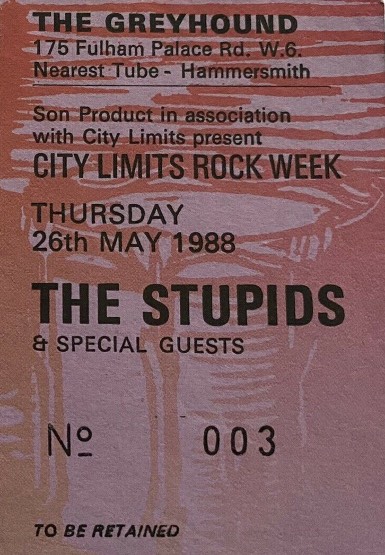 THE GREYHOUND
175 Fulham Palace Rd. W.6.
Nearest Tube - Hammersmith
Son Product in association
with City Limits present
CITY LIMITS ROCK WEEK
THURSDAY
26th MAY 1988
THE STUPIDS
& SPECIAL GUESTS
Nº 003
TO BE RETAINED